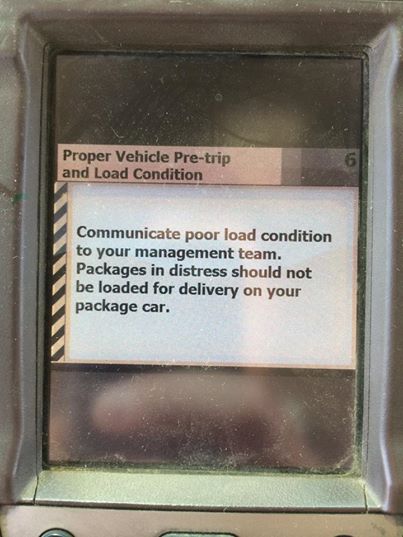 Proper Vehicle Pre-trip
and Load Condition
6
Communicate poor load condition
to your management team.
Packages in distress should not
be loaded for delivery on your
package car.